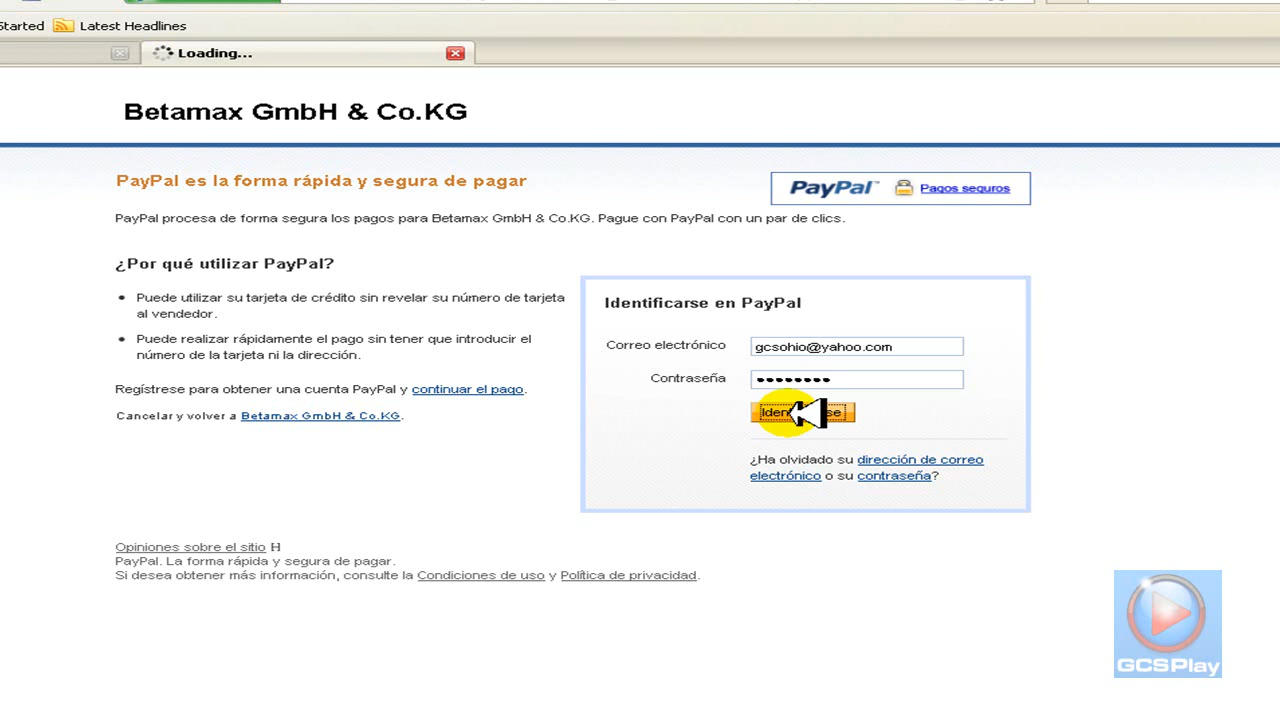 Started Latest Headlines
Loading...
Betamax GmbH & Co.KG
PayPal es la forma rápida y segura de pagar
PayPal Pagos seguros
PayPal procesa de forma segura los pagos para Betamax GmbH & Co.KG. Pague con PayPal con un par de clics.
¿Por qué utilizar PayPal?
• Puede utilizar su tarjeta de crédito sin revelar su número de tarjeta
al vendedor.
• Puede realizar rápidamente el pago sin tener que introducir el
número de la tarjeta ni la dirección.
Regístrese para obtener una cuenta PayPal y continuar el pago.
Cancelar y volver a Betamax GmbH & Co.KG.
Identificarse en PayPal
Correo electrónico gcsohio@yahoo.com
Contraseña ••••••••
¿Ha olvidado su dirección de correo
electrónico o su contraseña?
Opiniones sobre el sitio
PayPal. La forma rápida y segura de pagar.
Si desea obtener más información, consulte la Condiciones de uso y Política de privacidad.
GCSPlay